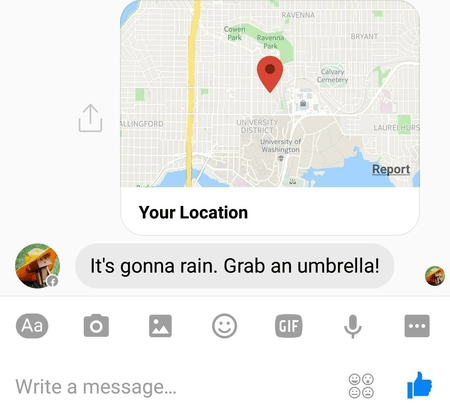 RAVENNA
Cowen
Park
Ravenna
Park
BRYANT
Calvary
Cemetery
ALLINGFORD
UNIVERSITY
DISTRICT
LAURELHURS
University of
Washington
Report
Your Location
It's gonna rain. Grab an umbrella!
Aa
GIF
Write a message...